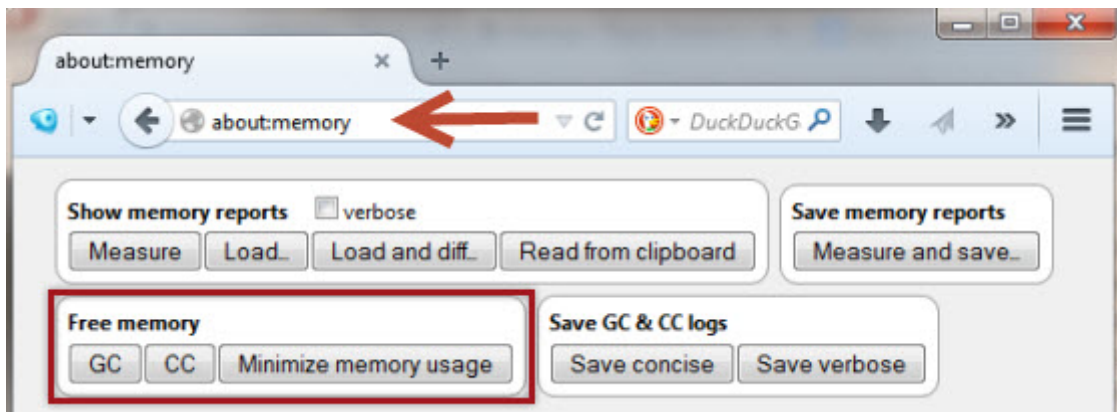 about:memory
about:memory
DuckDuckG
Show memory reports verbose
Measure Load... Load and diff... Read from clipboard
Save memory reports
Measure and save...
Free memory
GC CC Minimize memory usage
Save GC & CC logs
Save concise Save verbose